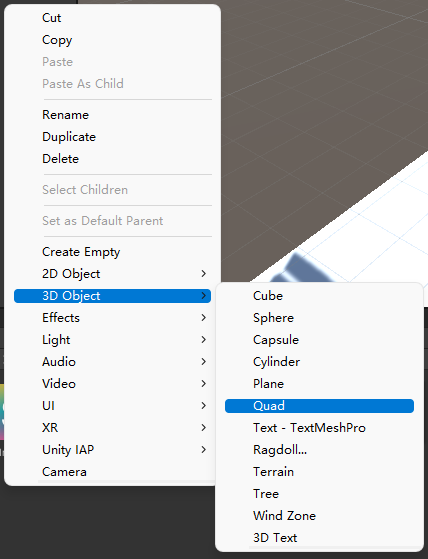 Cut
Copy
Paste
Paste As Child
Rename
Duplicate
Delete
Select Children
Set as Default Parent
Create Empty
2D Object
3D Object
Effects
Light
Audio
Video
UI
XR
Unity IAP
Camera
Cube
Sphere
Capsule
Cylinder
Plane
Quad
Text - TextMeshPro
Ragdoll...
Terrain
Tree
Wind Zone
3D Text